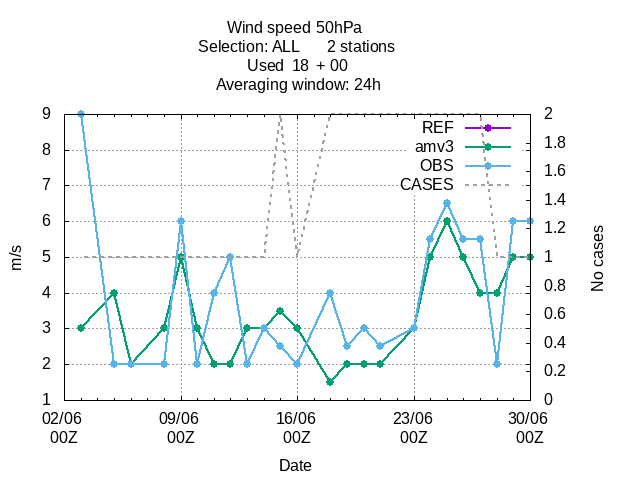 Wind speed 50hPa
Selection: ALL 2 stations
Used 18 + 00
Averaging window: 24h
REF
amv3
OBS
CASES
9
8
7
6
5
4
3
2
1
m/s
2
1.8
1.6
1.4
1.2
1
0.8
0.6
0.4
0.2
0
No cases
02/06 09/06 16/06 23/06 30/06
00Z 00Z 00Z 00Z 00Z
Date